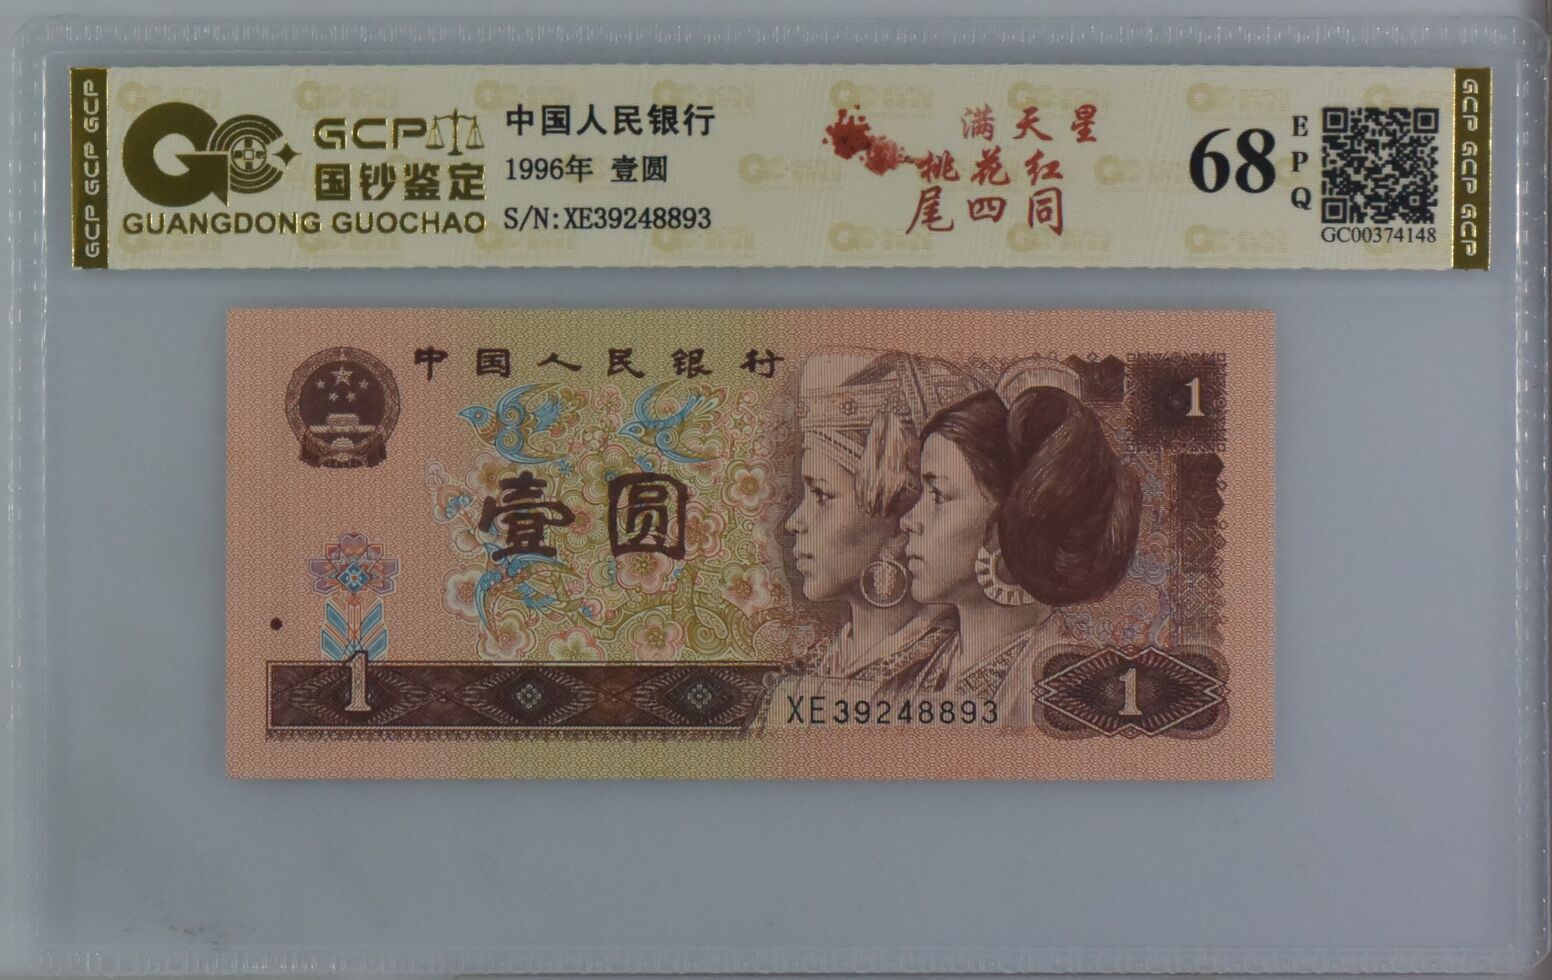 GCP GCP GCP
GCP
国钞鉴定
GUANGDONG GUOCHAO
中国人民银行
1996年 壹圆
S/N:XE39248893
满天星
桃花红
尾四同
68
EPQ
GC00374148
GCP GCP GCP
中国人民银行
1
壹圆
1
XE39248893
1